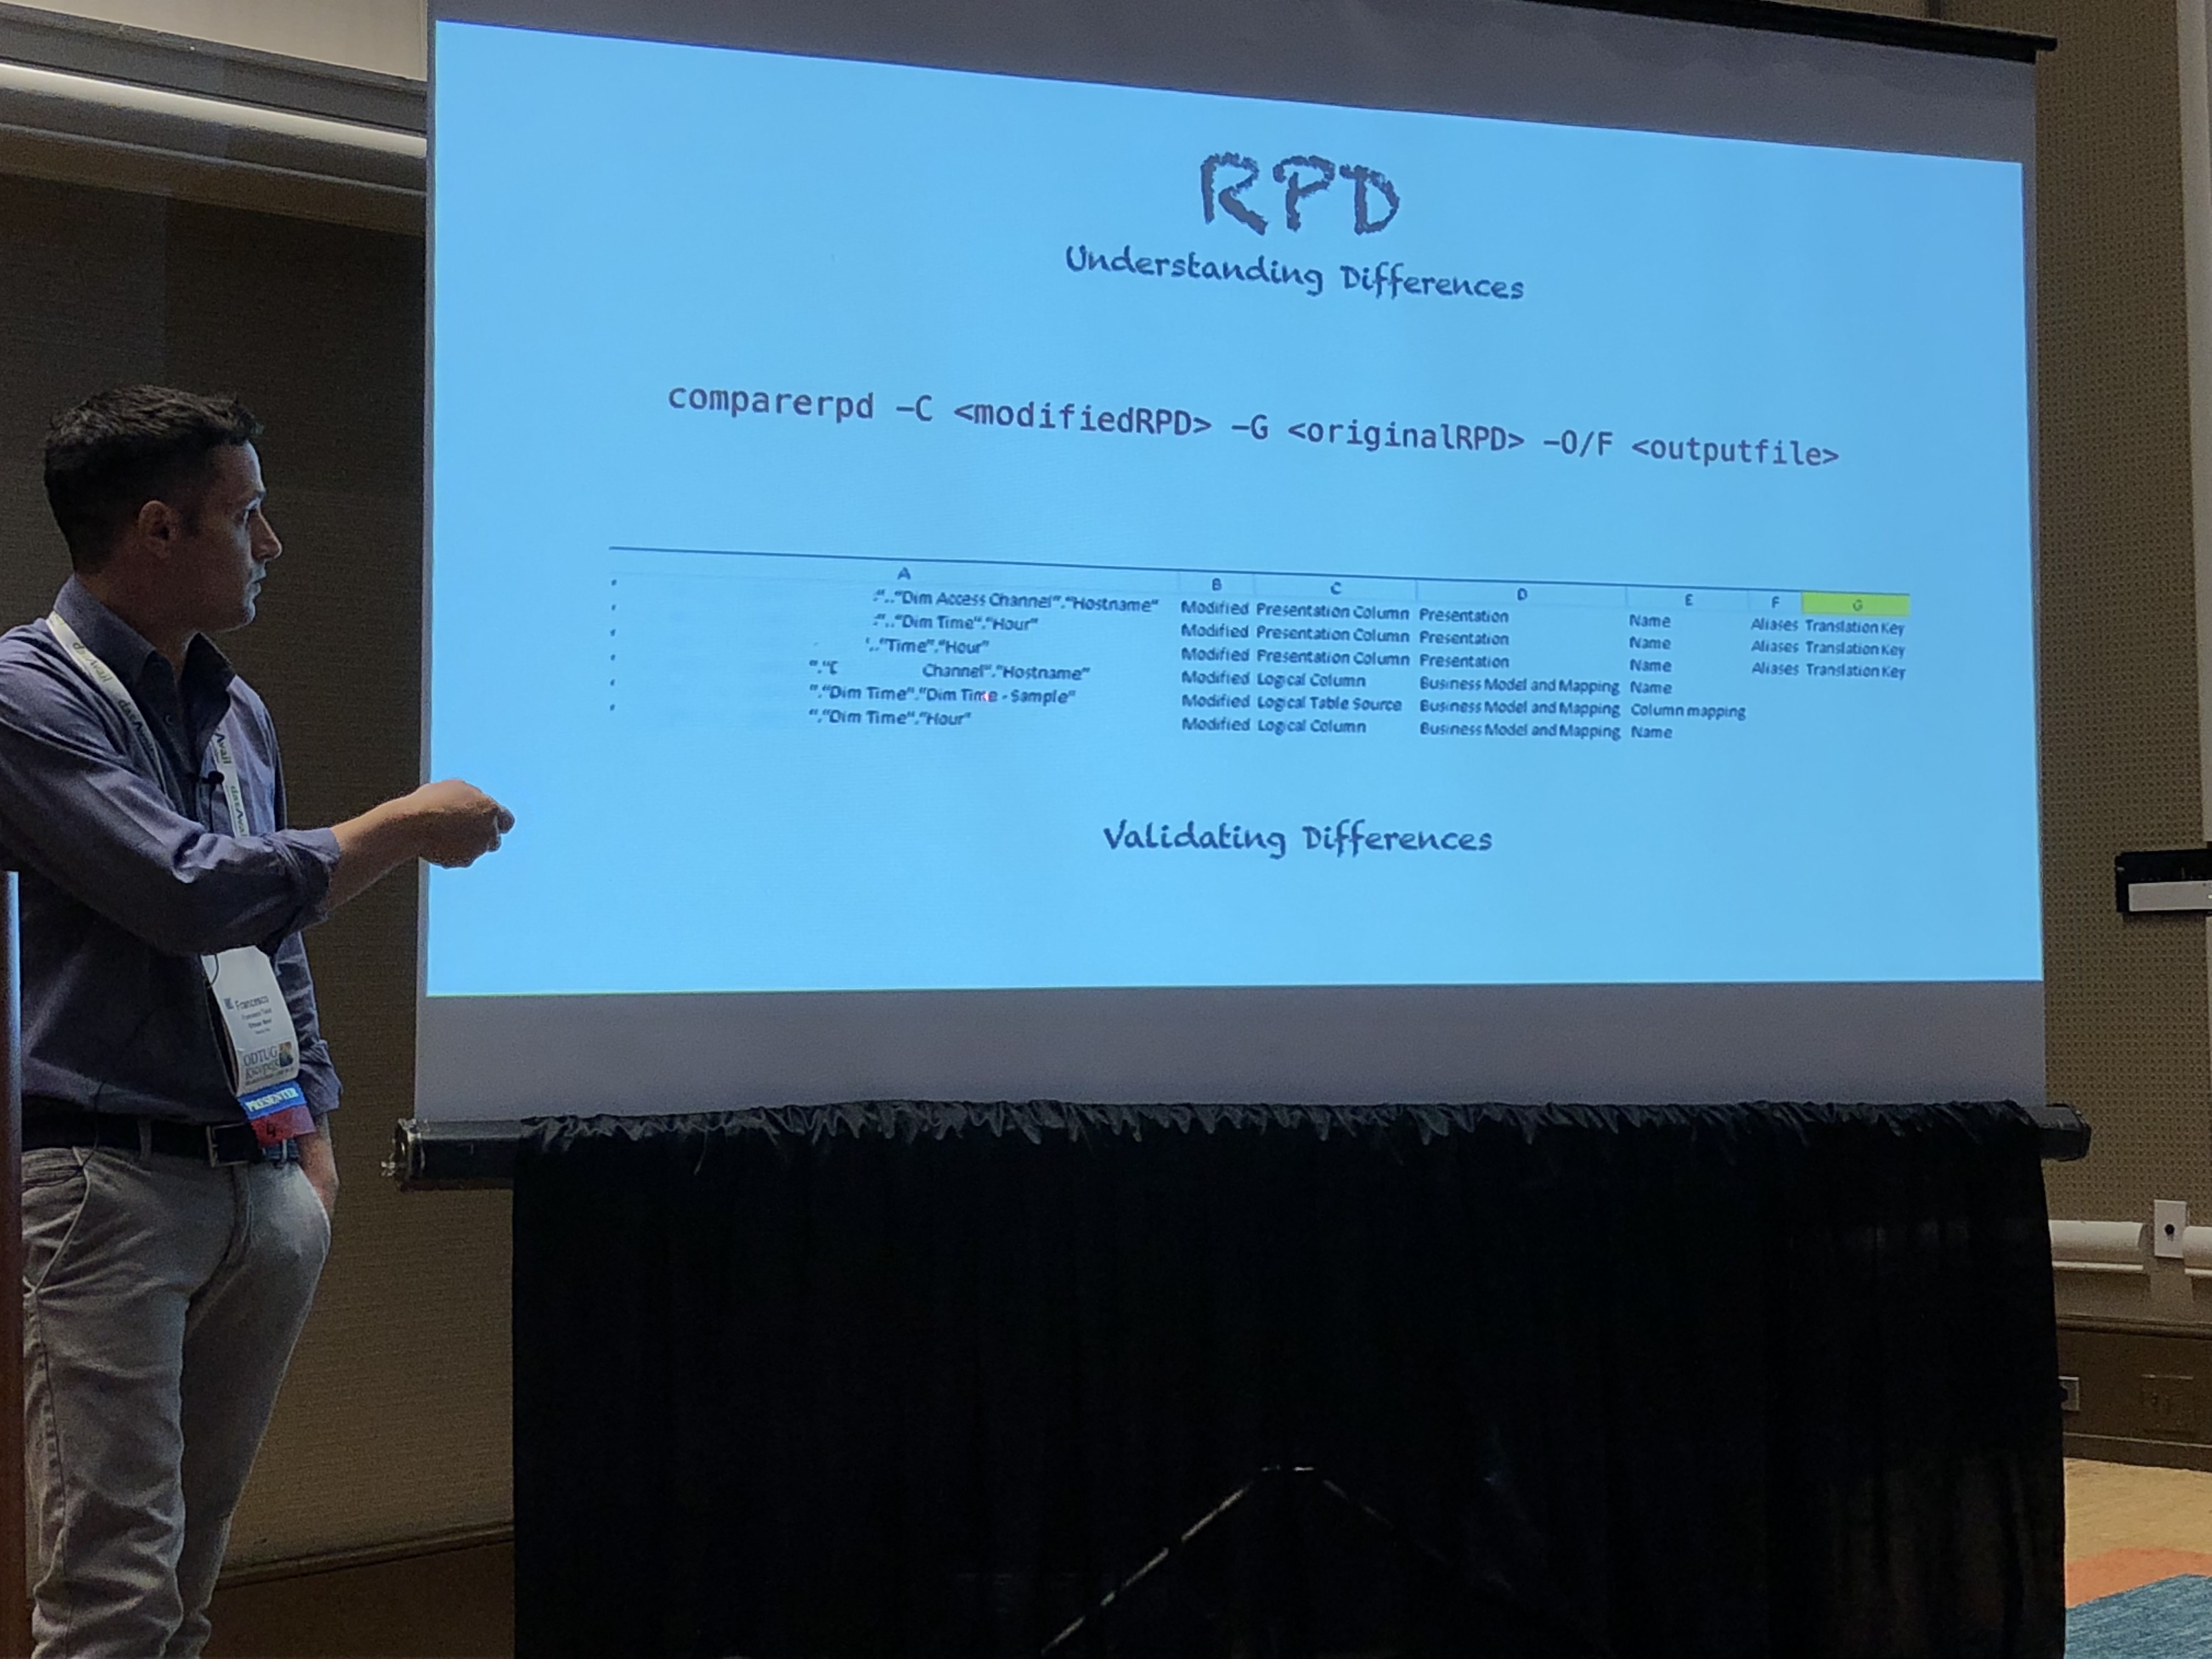 RPD
Understanding Differences
comparerpd –C <modifiedRPD> –G <originalRPD> –O/F <outputfile>
A B C D E F G
:"..“Dim Access Channel”.“Hostname” Modified Presentation Column Presentation Name Aliases Translation Key
:"..“Dim Time”.“Hour” Modified Presentation Column Presentation Name Aliases Translation Key
'..“Time”.“Hour” Modified Presentation Column Presentation Name Aliases Translation Key
".“C Channel”.“Hostname” Modified Logical Column Business Model and Mapping Name
".“Dim Time”.“Dim Time - Sample” Modified Logical Table Source Business Model and Mapping Column mapping
".“Dim Time”.“Hour” Modified Logical Column Business Model and Mapping Name
Validating Differences
dasAvail
Francesco
ODTUG
Kscope
PRESENTER
4